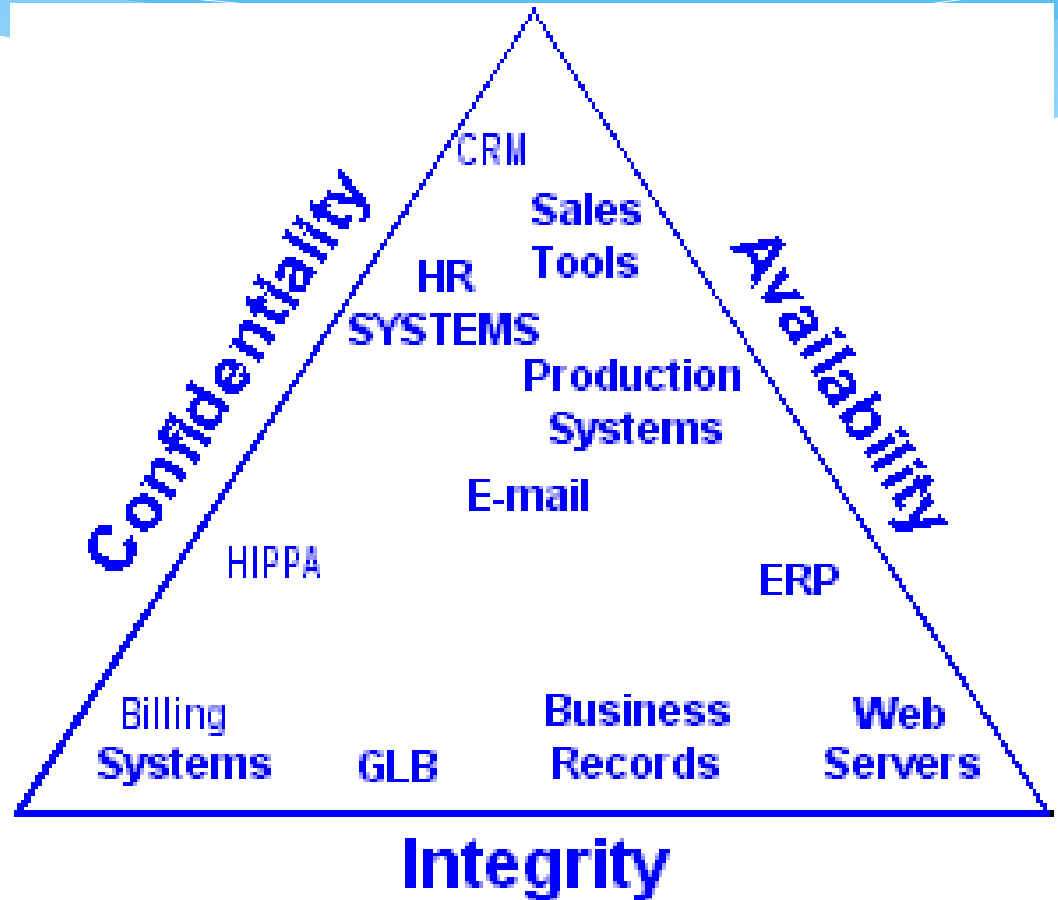 CRM
Sales
Tools
HR
SYSTEMS
Confidentiality
Availability
Production
Systems
E-mail
HIPPA
ERP
Billing
Systems
GLB
Business
Records
Web
Servers
Integrity